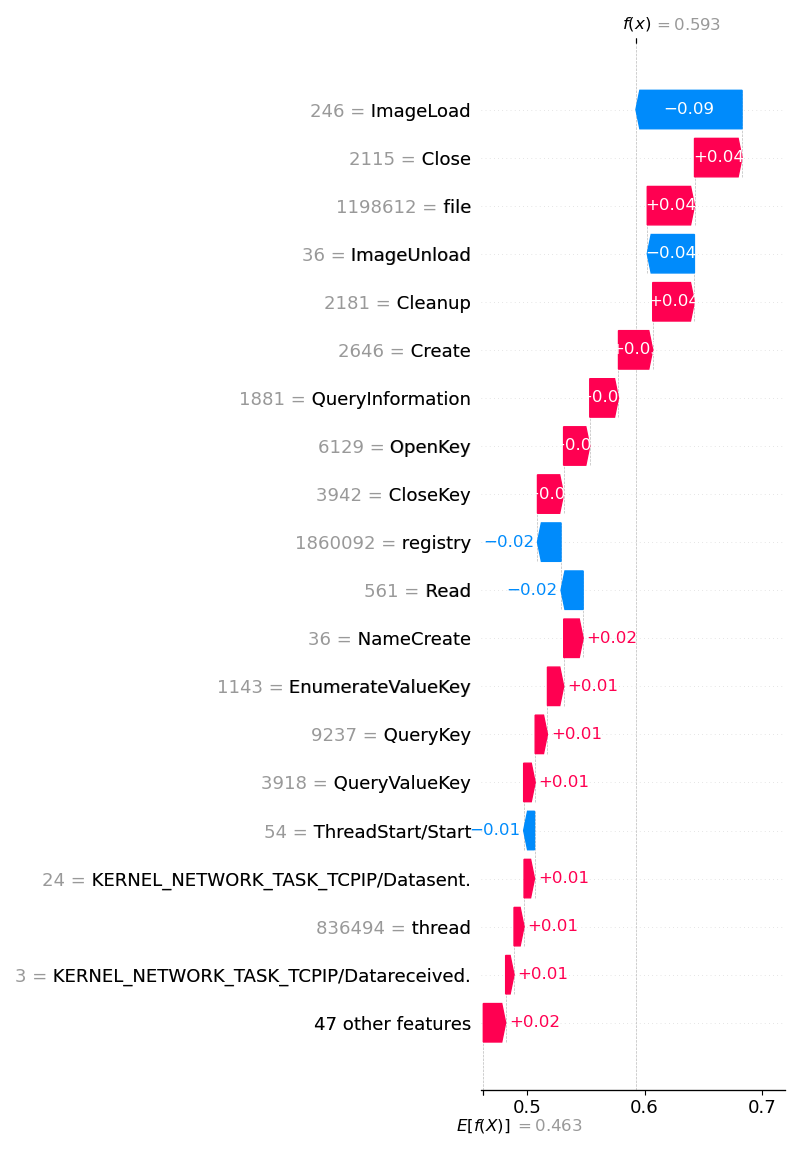 f(x) = 0.593
246 = ImageLoad −0.09
2115 = Close +0.04
1198612 = file +0.04
36 = ImageUnload −0.04
2181 = Cleanup +0.04
2646 = Create
1881 = QueryInformation
6129 = OpenKey
3942 = CloseKey
1860092 = registry −0.02
561 = Read −0.02
36 = NameCreate +0.02
1143 = EnumerateValueKey +0.01
9237 = QueryKey +0.01
3918 = QueryValueKey +0.01
54 = ThreadStart/Start −0.01
24 = KERNEL_NETWORK_TASK_TCPIP/Datasent. +0.01
836494 = thread +0.01
3 = KERNEL_NETWORK_TASK_TCPIP/Datareceived. +0.01
47 other features +0.02
0.5 0.6 0.7
E[f(X)] = 0.463